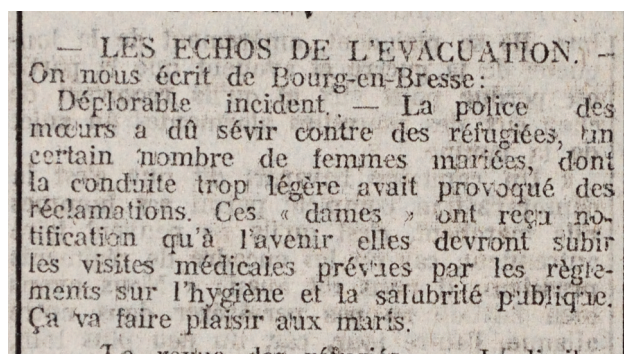 — LES ECHOS DE L'EVACUATION. —
On nous écrit de Bourg-en-Bresse:
Déplorable incident. — La police des
mœurs a dû sévir contre des réfugiées, un
certain nombre de femmes mariées, dont
la conduite trop légère avait provoqué des
réclamations. Ces « dames » ont reçu no-
tification qu'à l'avenir elles devront subir
les visites médicales prévues par les règle-
ments sur l'hygiène et la salubrité publique.
Ça va faire plaisir aux maris.